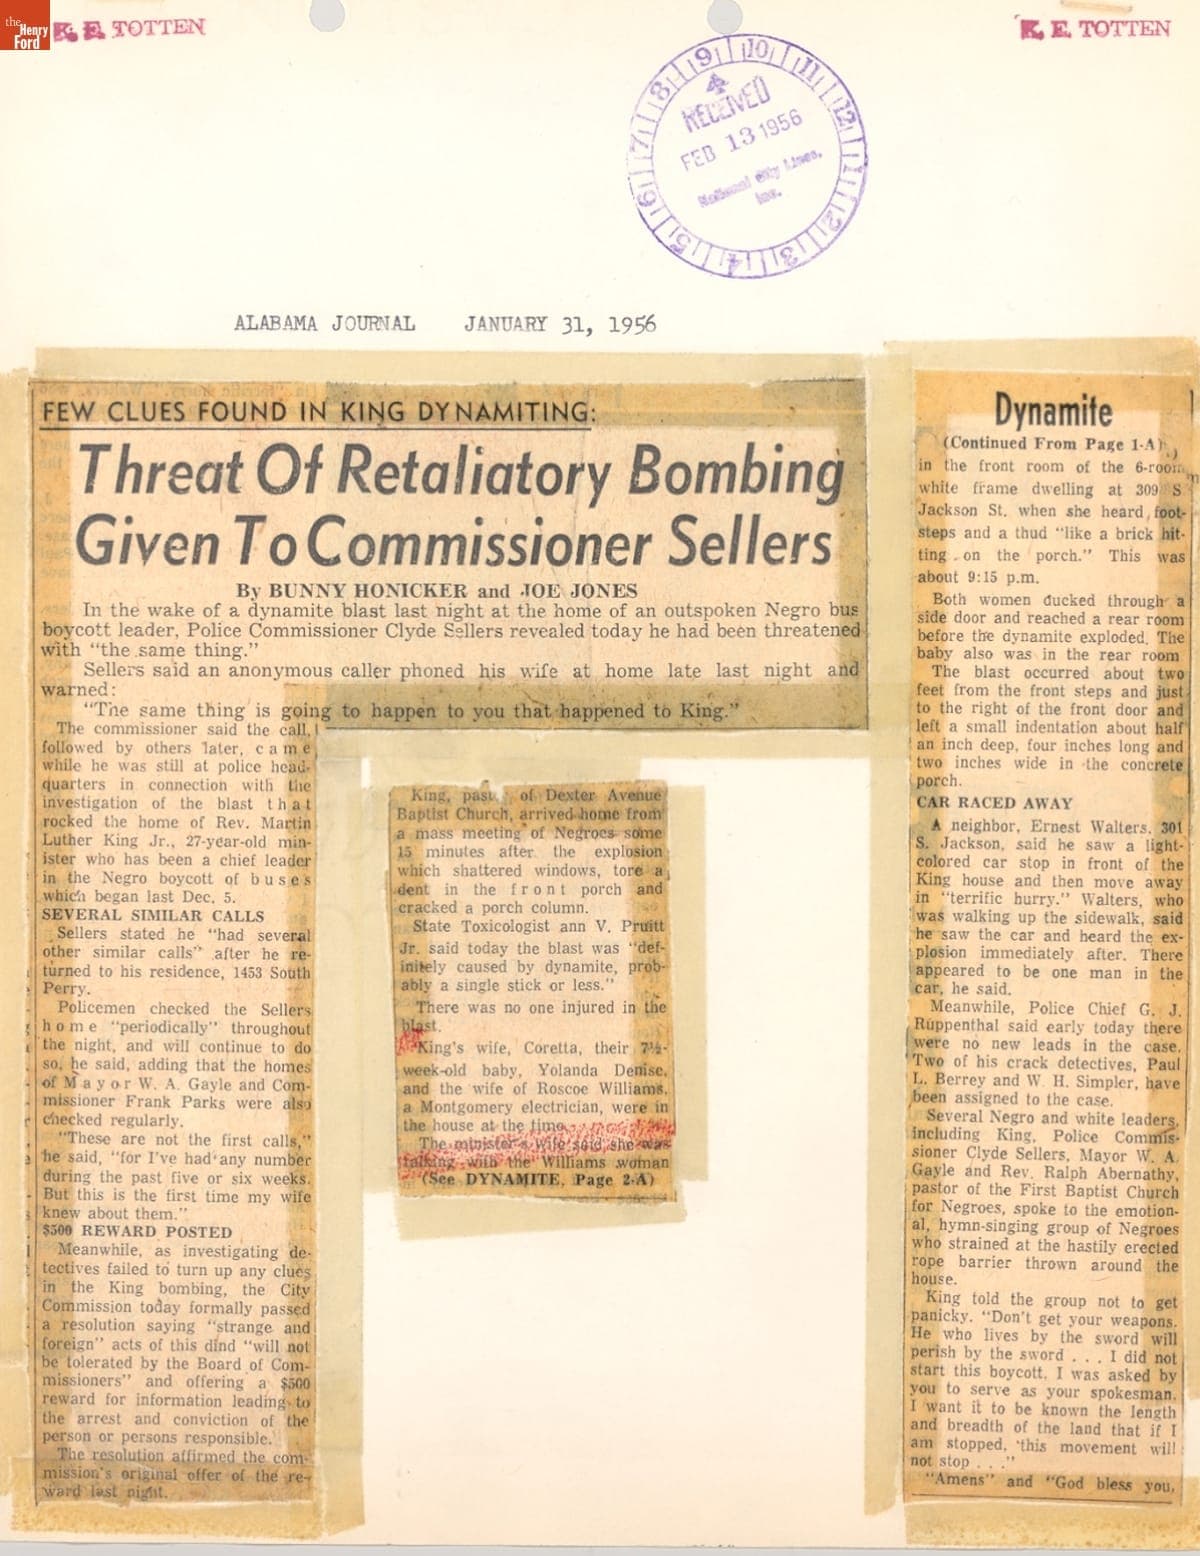 the
Henry
Ford
K. E. TOTTEN
K. E. TOTTEN
9 10 11 12 1 2 3 4 5 6 7 8
RECEIVED
FEB 13 1956
National City Lines,
Inc.
ALABAMA JOURNAL JANUARY 31, 1956
FEW CLUES FOUND IN KING DYNAMITING:
Threat Of Retaliatory Bombing
Given To Commissioner Sellers
By BUNNY HONICKER and JOE JONES
In the wake of a dynamite blast last night at the home of an outspoken Negro bus
boycott leader, Police Commissioner Clyde Sellers revealed today he had been threatened
with "the same thing."
Sellers said an anonymous caller phoned his wife at home late last night and
warned:
"The same thing is going to happen to you that happened to King."
The commissioner said the call,
followed by others later, came
while he was still at police head-
quarters in connection with the
investigation of the blast that
rocked the home of Rev. Martin
Luther King Jr., 27-year-old min-
ister who has been a chief leader
in the Negro boycott of buses
which began last Dec. 5.
SEVERAL SIMILAR CALLS
Sellers stated he "had several
other similar calls" after he re-
turned to his residence, 1453 South
Perry.
Policemen checked the Sellers
home "periodically" throughout
the night, and will continue to do
so, he said, adding that the homes
of Mayor W. A. Gayle and Com-
missioner Frank Parks were also
checked regularly.
"These are not the first calls,"
he said, "for I've had any number
during the past five or six weeks.
But this is the first time my wife
knew about them."
$500 REWARD POSTED
Meanwhile, as investigating de-
tectives failed to turn up any clues
in the King bombing, the City
Commission today formally passed
a resolution saying "strange and
foreign" acts of this dind "will not
be tolerated by the Board of Com-
missioners" and offering a $500
reward for information leading to
the arrest and conviction of the
person or persons responsible.
The resolution affirmed the com-
mission's original offer of the re-
ward last night.
King, past of Dexter Avenue
Baptist Church, arrived home from
a mass meeting of Negroes some
15 minutes after the explosion
which shattered windows, tore a
dent in the front porch and
cracked a porch column.
State Toxicologist ann V. Pruitt
Jr. said today the blast was "def-
initely caused by dynamite, prob-
ably a single stick or less."
There was no one injured in the
blast.
King's wife, Coretta, their 7½-
week-old baby, Yolanda Denise,
and the wife of Roscoe Williams,
a Montgomery electrician, were in
the house at the time.
The minister's wife said she was
talking with the Williams woman
(See DYNAMITE, Page 2-A)
Dynamite
(Continued From Page 1-A)
in the front room of the 6-room
white frame dwelling at 309 S
Jackson St. when she heard foot-
steps and a thud "like a brick hit-
ting on the porch." This was
about 9:15 p.m.
Both women ducked through a
side door and reached a rear room
before the dynamite exploded. The
baby also was in the rear room
The blast occurred about two
feet from the front steps and just
to the right of the front door and
left a small indentation about half
an inch deep, four inches long and
two inches wide in the concrete
porch.
CAR RACED AWAY
A neighbor, Ernest Walters, 301
S. Jackson, said he saw a light-
colored car stop in front of the
King house and then move away
in "terrific hurry." Walters, who
was walking up the sidewalk, said
he saw the car and heard the ex-
plosion immediately after. There
appeared to be one man in the
car, he said.
Meanwhile, Police Chief G. J.
Ruppenthal said early today there
were no new leads in the case.
Two of his crack detectives, Paul
L. Berrey and W. H. Simpler, have
been assigned to the case.
Several Negro and white leaders,
including King, Police Commis-
sioner Clyde Sellers, Mayor W. A.
Gayle and Rev. Ralph Abernathy,
pastor of the First Baptist Church
for Negroes, spoke to the emotion-
al, hymn-singing group of Negroes
who strained at the hastily erected
rope barrier thrown around the
house.
King told the group not to get
panicky. "Don't get your weapons.
He who lives by the sword will
perish by the sword . . . I did not
start this boycott. I was asked by
you to serve as your spokesman.
I want it to be known the length
and breadth of the land that if I
am stopped, 'this movement will
not stop . . ."
"Amens" and "God bless you,